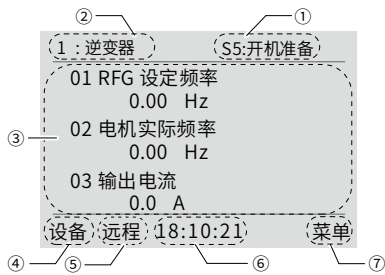 ② ①
1 :逆变器 S5:开机准备
01 RFG 设定频率
0.00 Hz
02 电机实际频率
0.00 Hz
③
03 输出电流
0.0 A
设备 远程 18:10:21 菜单
④ ⑤ ⑥ ⑦